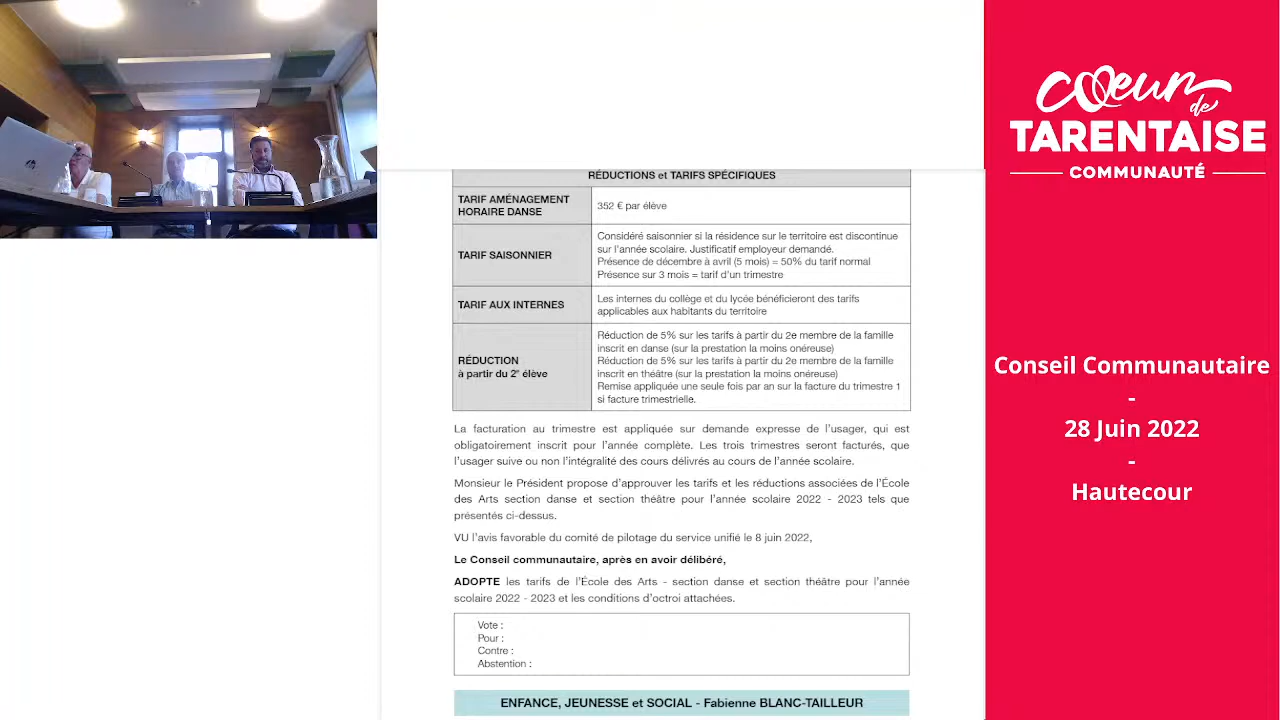 RÉDUCTIONS et TARIFS SPÉCIFIQUES
TARIF AMÉNAGEMENT
HORAIRE DANSE
352 € par élève
TARIF SAISONNIER
Considéré saisonnier si la résidence sur le territoire est discontinue
sur l'année scolaire. Justificatif employeur demandé.
Présence de décembre à avril (5 mois) = 50% du tarif normal
Présence sur 3 mois = tarif d'un trimestre
TARIF AUX INTERNES
Les internes du collège et du lycée bénéficieront des tarifs
applicables aux habitants du territoire
RÉDUCTION
à partir du 2e élève
Réduction de 5% sur les tarifs à partir du 2e membre de la famille
inscrit en danse (sur la prestation la moins onéreuse)
Réduction de 5% sur les tarifs à partir du 2e membre de la famille
inscrit en théâtre (sur la prestation la moins onéreuse)
Remise appliquée une seule fois par an sur la facture du trimestre 1
si facture trimestrielle.
La facturation au trimestre est appliquée sur demande expresse de l'usager, qui est
obligatoirement inscrit pour l'année complète. Les trois trimestres seront facturés, que
l'usager suive ou non l'intégralité des cours délivrés au cours de l'année scolaire.
Monsieur le Président propose d'approuver les tarifs et les réductions associées de l'École
des Arts section danse et section théâtre pour l'année scolaire 2022 - 2023 tels que
présentés ci-dessus.
VU l'avis favorable du comité de pilotage du service unifié le 8 juin 2022,
Le Conseil communautaire, après en avoir délibéré,
ADOPTE les tarifs de l'École des Arts - section danse et section théâtre pour l'année
scolaire 2022 - 2023 et les conditions d'octroi attachées.
Vote :
Pour :
Contre :
Abstention :
ENFANCE, JEUNESSE et SOCIAL - Fabienne BLANC-TAILLEUR
Cœur
de
TARENTAISE
COMMUNAUTÉ
Conseil Communautaire
-
28 Juin 2022
-
Hautecour